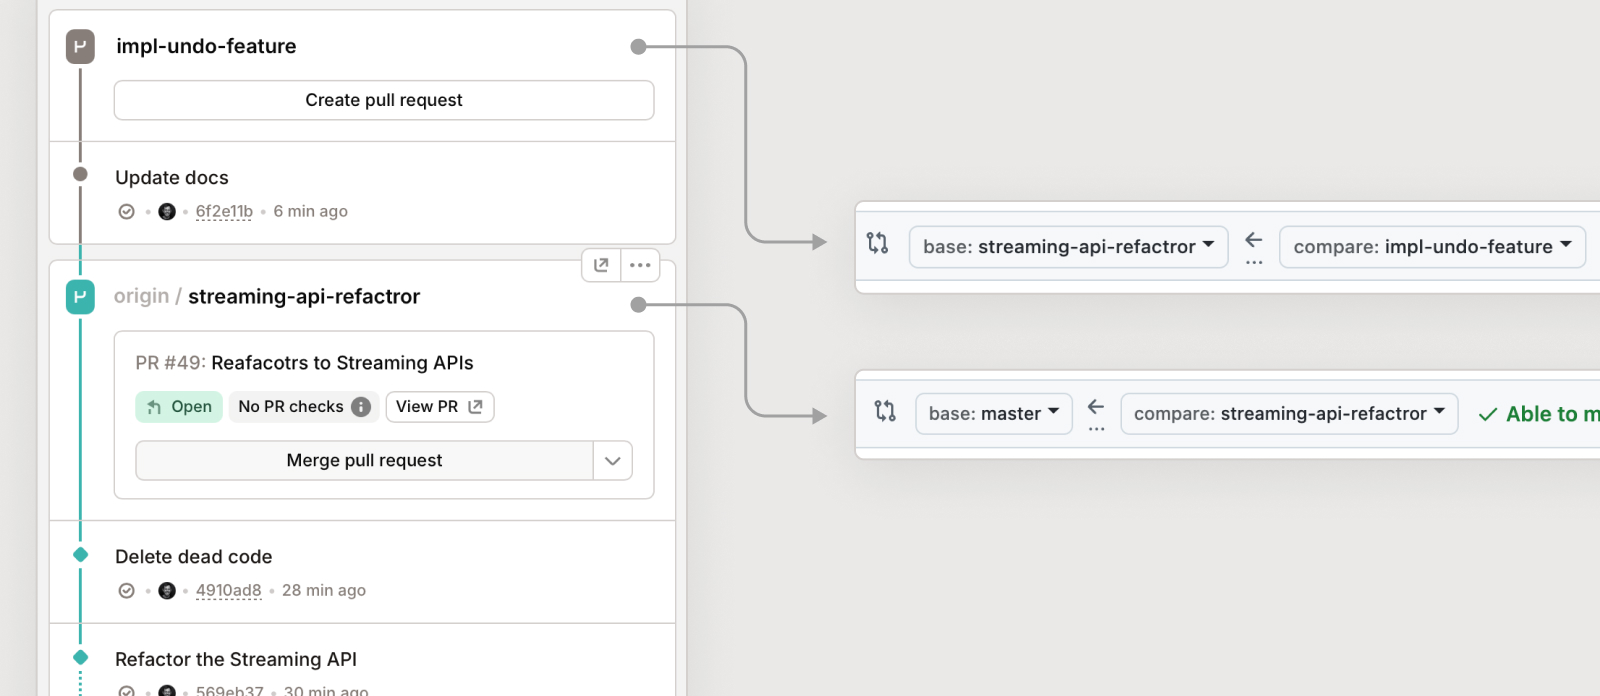 impl-undo-feature
Create pull request
Update docs
6f2e11b • 6 min ago
origin / streaming-api-refactror
PR #49: Reafacotrs to Streaming APIs
Open No PR checks View PR
Merge pull request
Delete dead code
4910ad8 • 28 min ago
Refactor the Streaming API
569eb37 • 30 min ago
base: streaming-api-refactror ← ... compare: impl-undo-feature
base: master ← ... compare: streaming-api-refactror ✓ Able to m